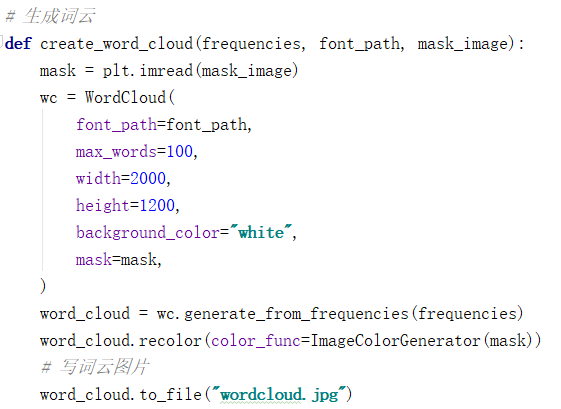 # 生成词云
def create_word_cloud(frequencies, font_path, mask_image):
    mask = plt.imread(mask_image)
    wc = WordCloud(
        font_path=font_path,
        max_words=100,
        width=2000,
        height=1200,
        background_color="white",
        mask=mask,
    )
    word_cloud = wc.generate_from_frequencies(frequencies)
    word_cloud.recolor(color_func=ImageColorGenerator(mask))
    # 写词云图片
    word_cloud.to_file("wordcloud.jpg")